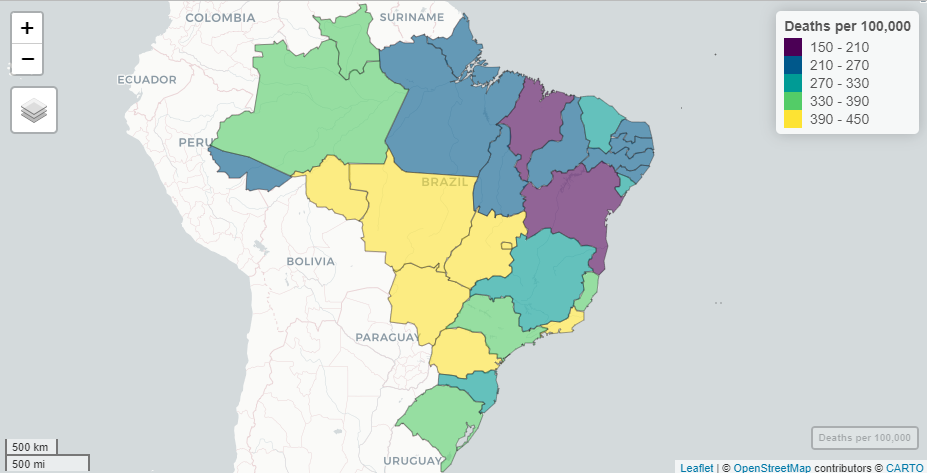 +
−
COLOMBIA
SURINAME
ECUADOR
PERU
BRAZIL
BOLIVIA
PARAGUAY
URUGUAY
Deaths per 100,000
150 - 210
210 - 270
270 - 330
330 - 390
390 - 450
500 km
500 mi
Deaths per 100,000
Leaflet | © OpenStreetMap contributors © CARTO